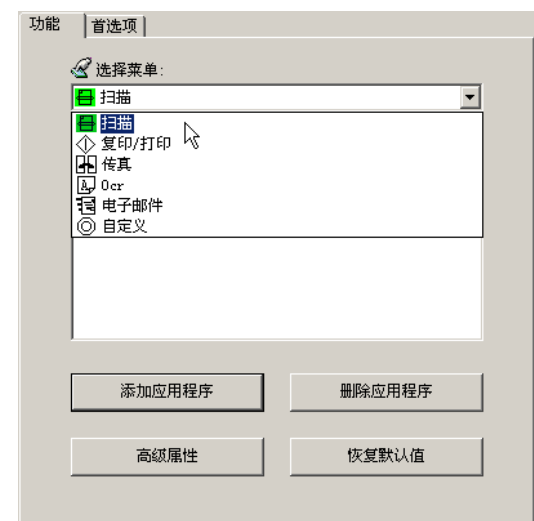 功能 首选项
选择菜单:
扫描
扫描
复印/打印
传真
Ocr
电子邮件
自定义
添加应用程序 删除应用程序
高级属性 恢复默认值